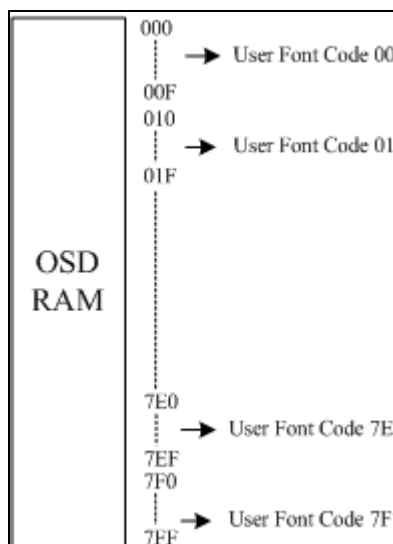 000
User Font Code 00
00F
010
User Font Code 01
01F
OSD
RAM
7E0
User Font Code 7E
7EF
7F0
User Font Code 7F
7FF